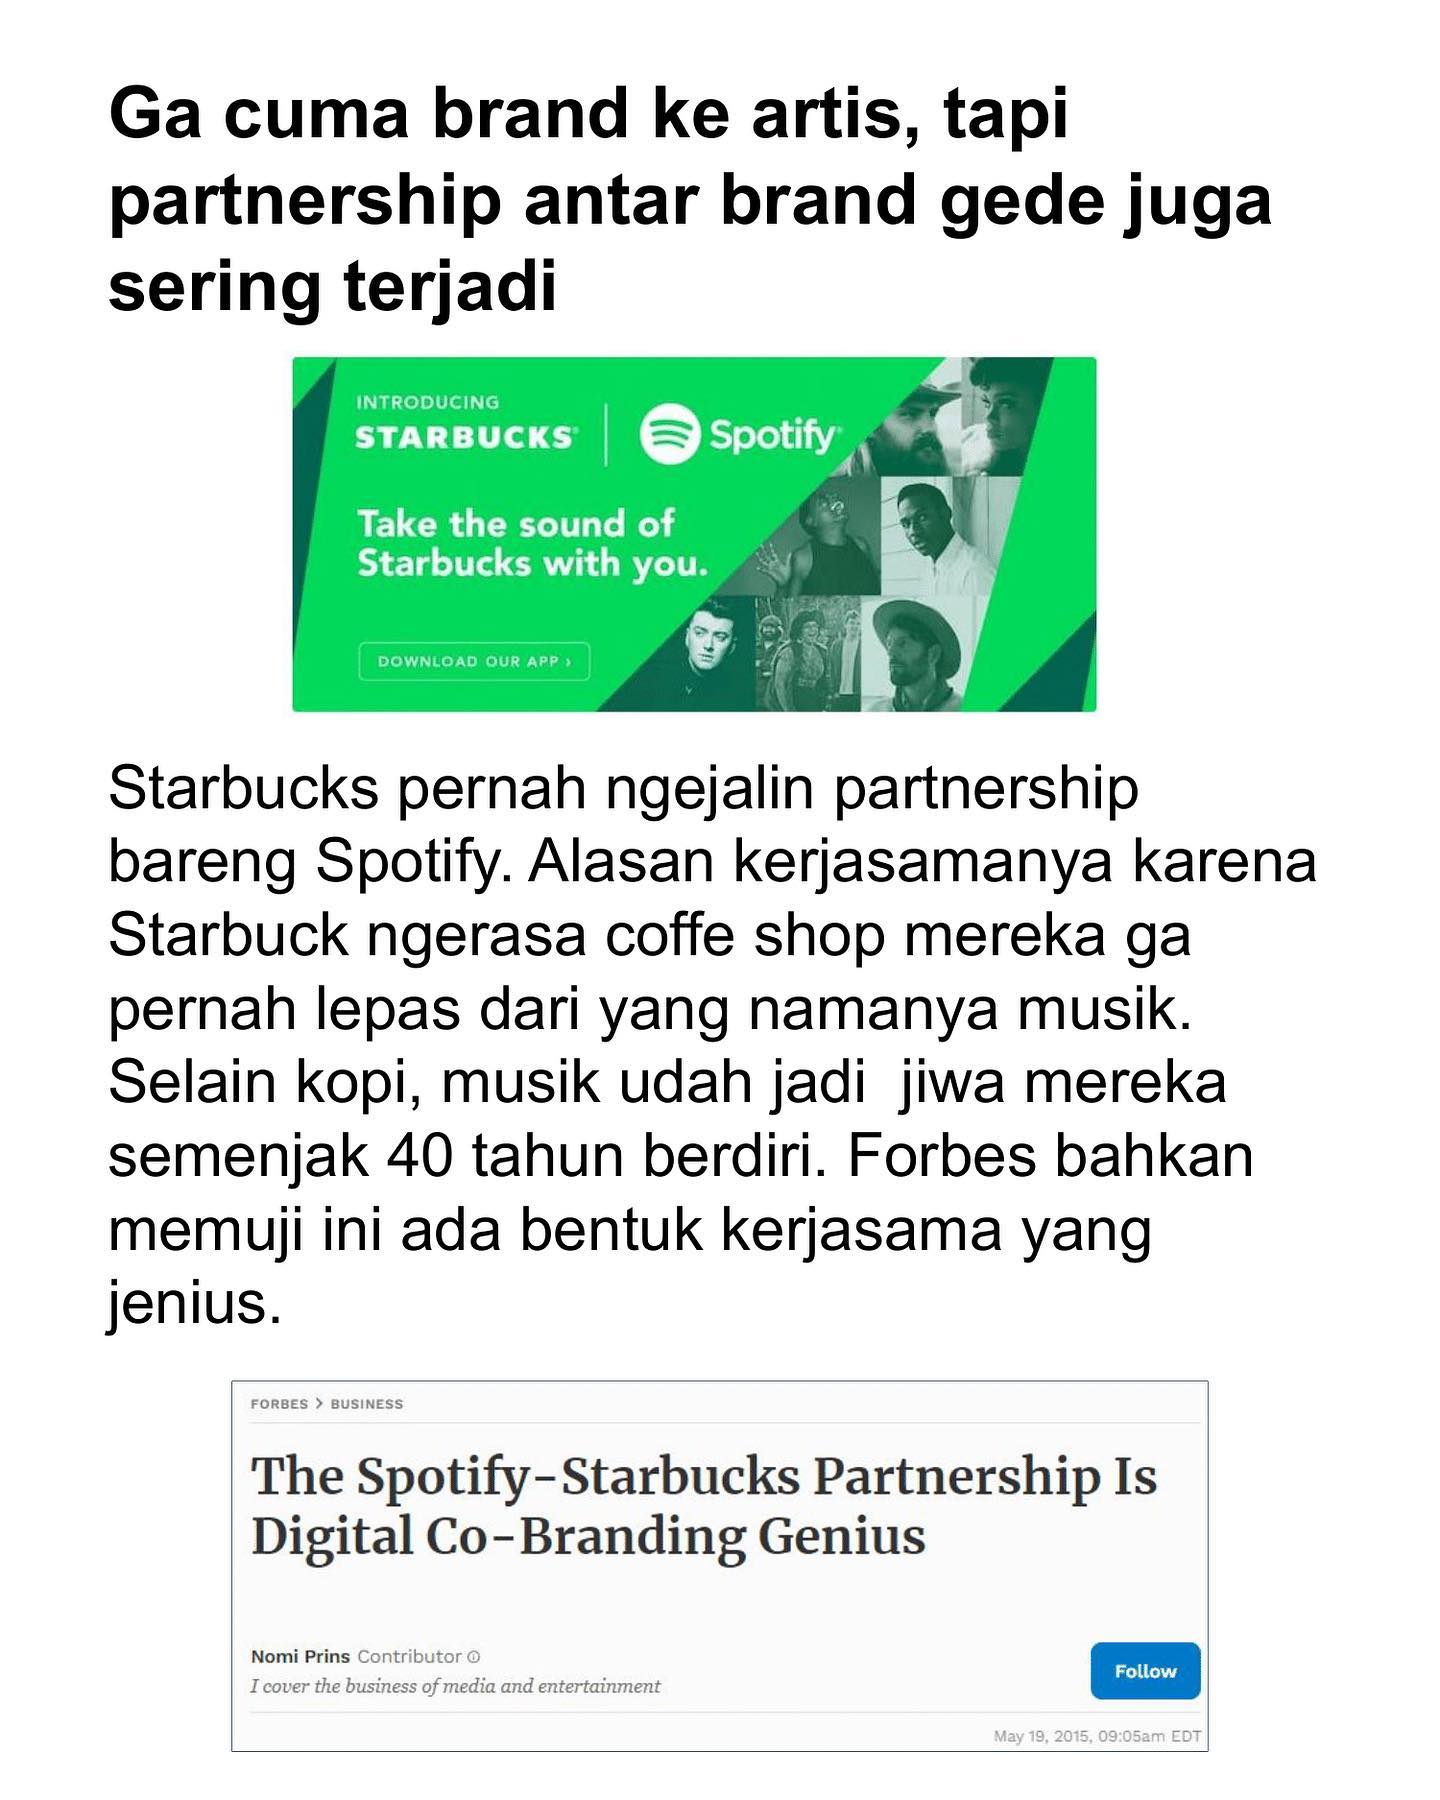 Ga cuma brand ke artis, tapi
partnership antar brand gede juga
sering terjadi
INTRODUCING
STARBUCKS® | Spotify®
Take the sound of
Starbucks with you.
DOWNLOAD OUR APP ›
Starbucks pernah ngejalin partnership
bareng Spotify. Alasan kerjasamanya karena
Starbuck ngerasa coffe shop mereka ga
pernah lepas dari yang namanya musik.
Selain kopi, musik udah jadi  jiwa mereka
semenjak 40 tahun berdiri. Forbes bahkan
memuji ini ada bentuk kerjasama yang
jenius.
FORBES > BUSINESS
The Spotify-Starbucks Partnership Is
Digital Co-Branding Genius
Nomi Prins Contributor
I cover the business of media and entertainment
Follow
May 19, 2015, 09:05am EDT